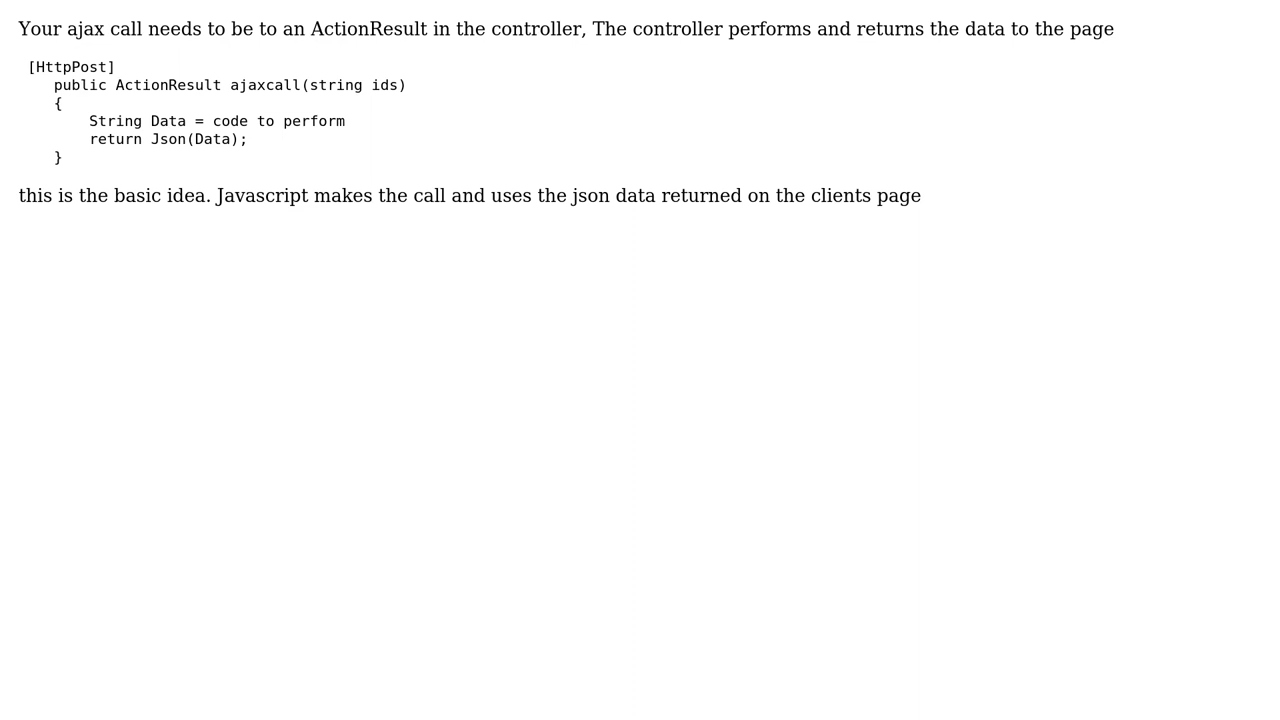 Your ajax call needs to be to an ActionResult in the controller, The controller performs and returns the data to the page
[HttpPost]
   public ActionResult ajaxcall(string ids)
   {
       String Data = code to perform
       return Json(Data);
   }
this is the basic idea. Javascript makes the call and uses the json data returned on the clients page